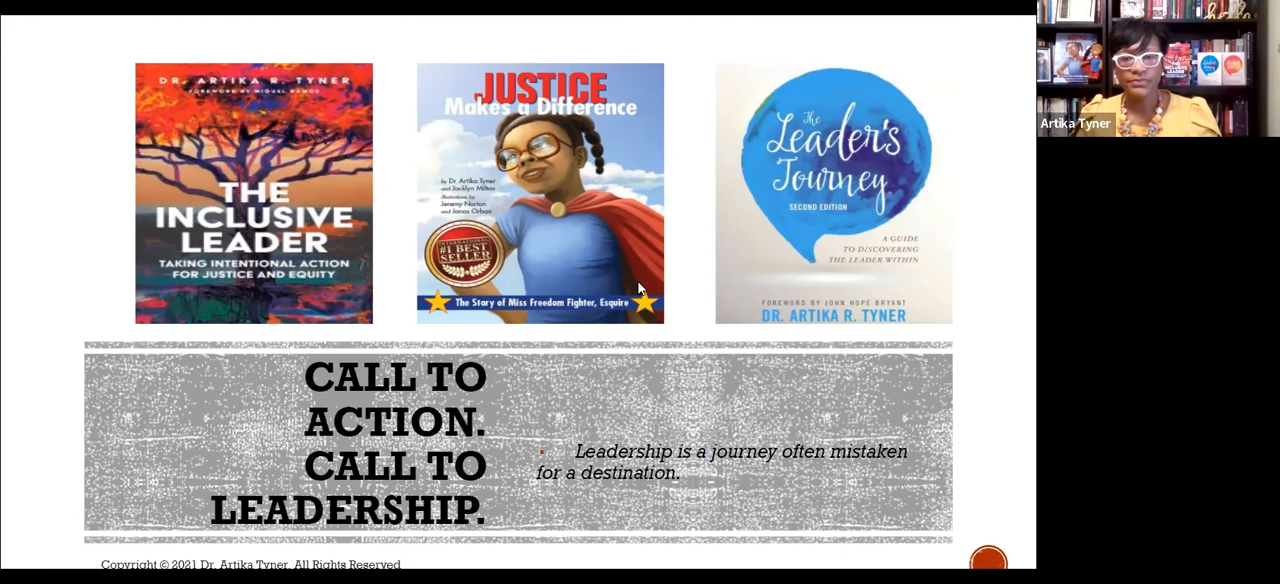 DR. ARTIKA R. TYNER
FOREWORD BY MIGUEL RAMOS
THE
INCLUSIVE
LEADER
TAKING INTENTIONAL ACTION
FOR JUSTICE AND EQUITY
JUSTICE
Makes a Difference
by Dr. Artika Tyner
and Jacklyn Milton
illustrations by
Jeremy Norton
and Janos Orban
INTERNATIONAL
#1 BEST
SELLER
The Story of Miss Freedom Fighter, Esquire
The
Leader's
Journey
SECOND EDITION
A GUIDE
TO DISCOVERING
THE LEADER WITHIN
FOREWORD BY JOHN HOPE BRYANT
DR. ARTIKA R. TYNER
CALL TO
ACTION.
CALL TO
LEADERSHIP.
Leadership is a journey often mistaken
for a destination.
Copyright © 2021 Dr. Artika Tyner. All Rights Reserved
Artika Tyner